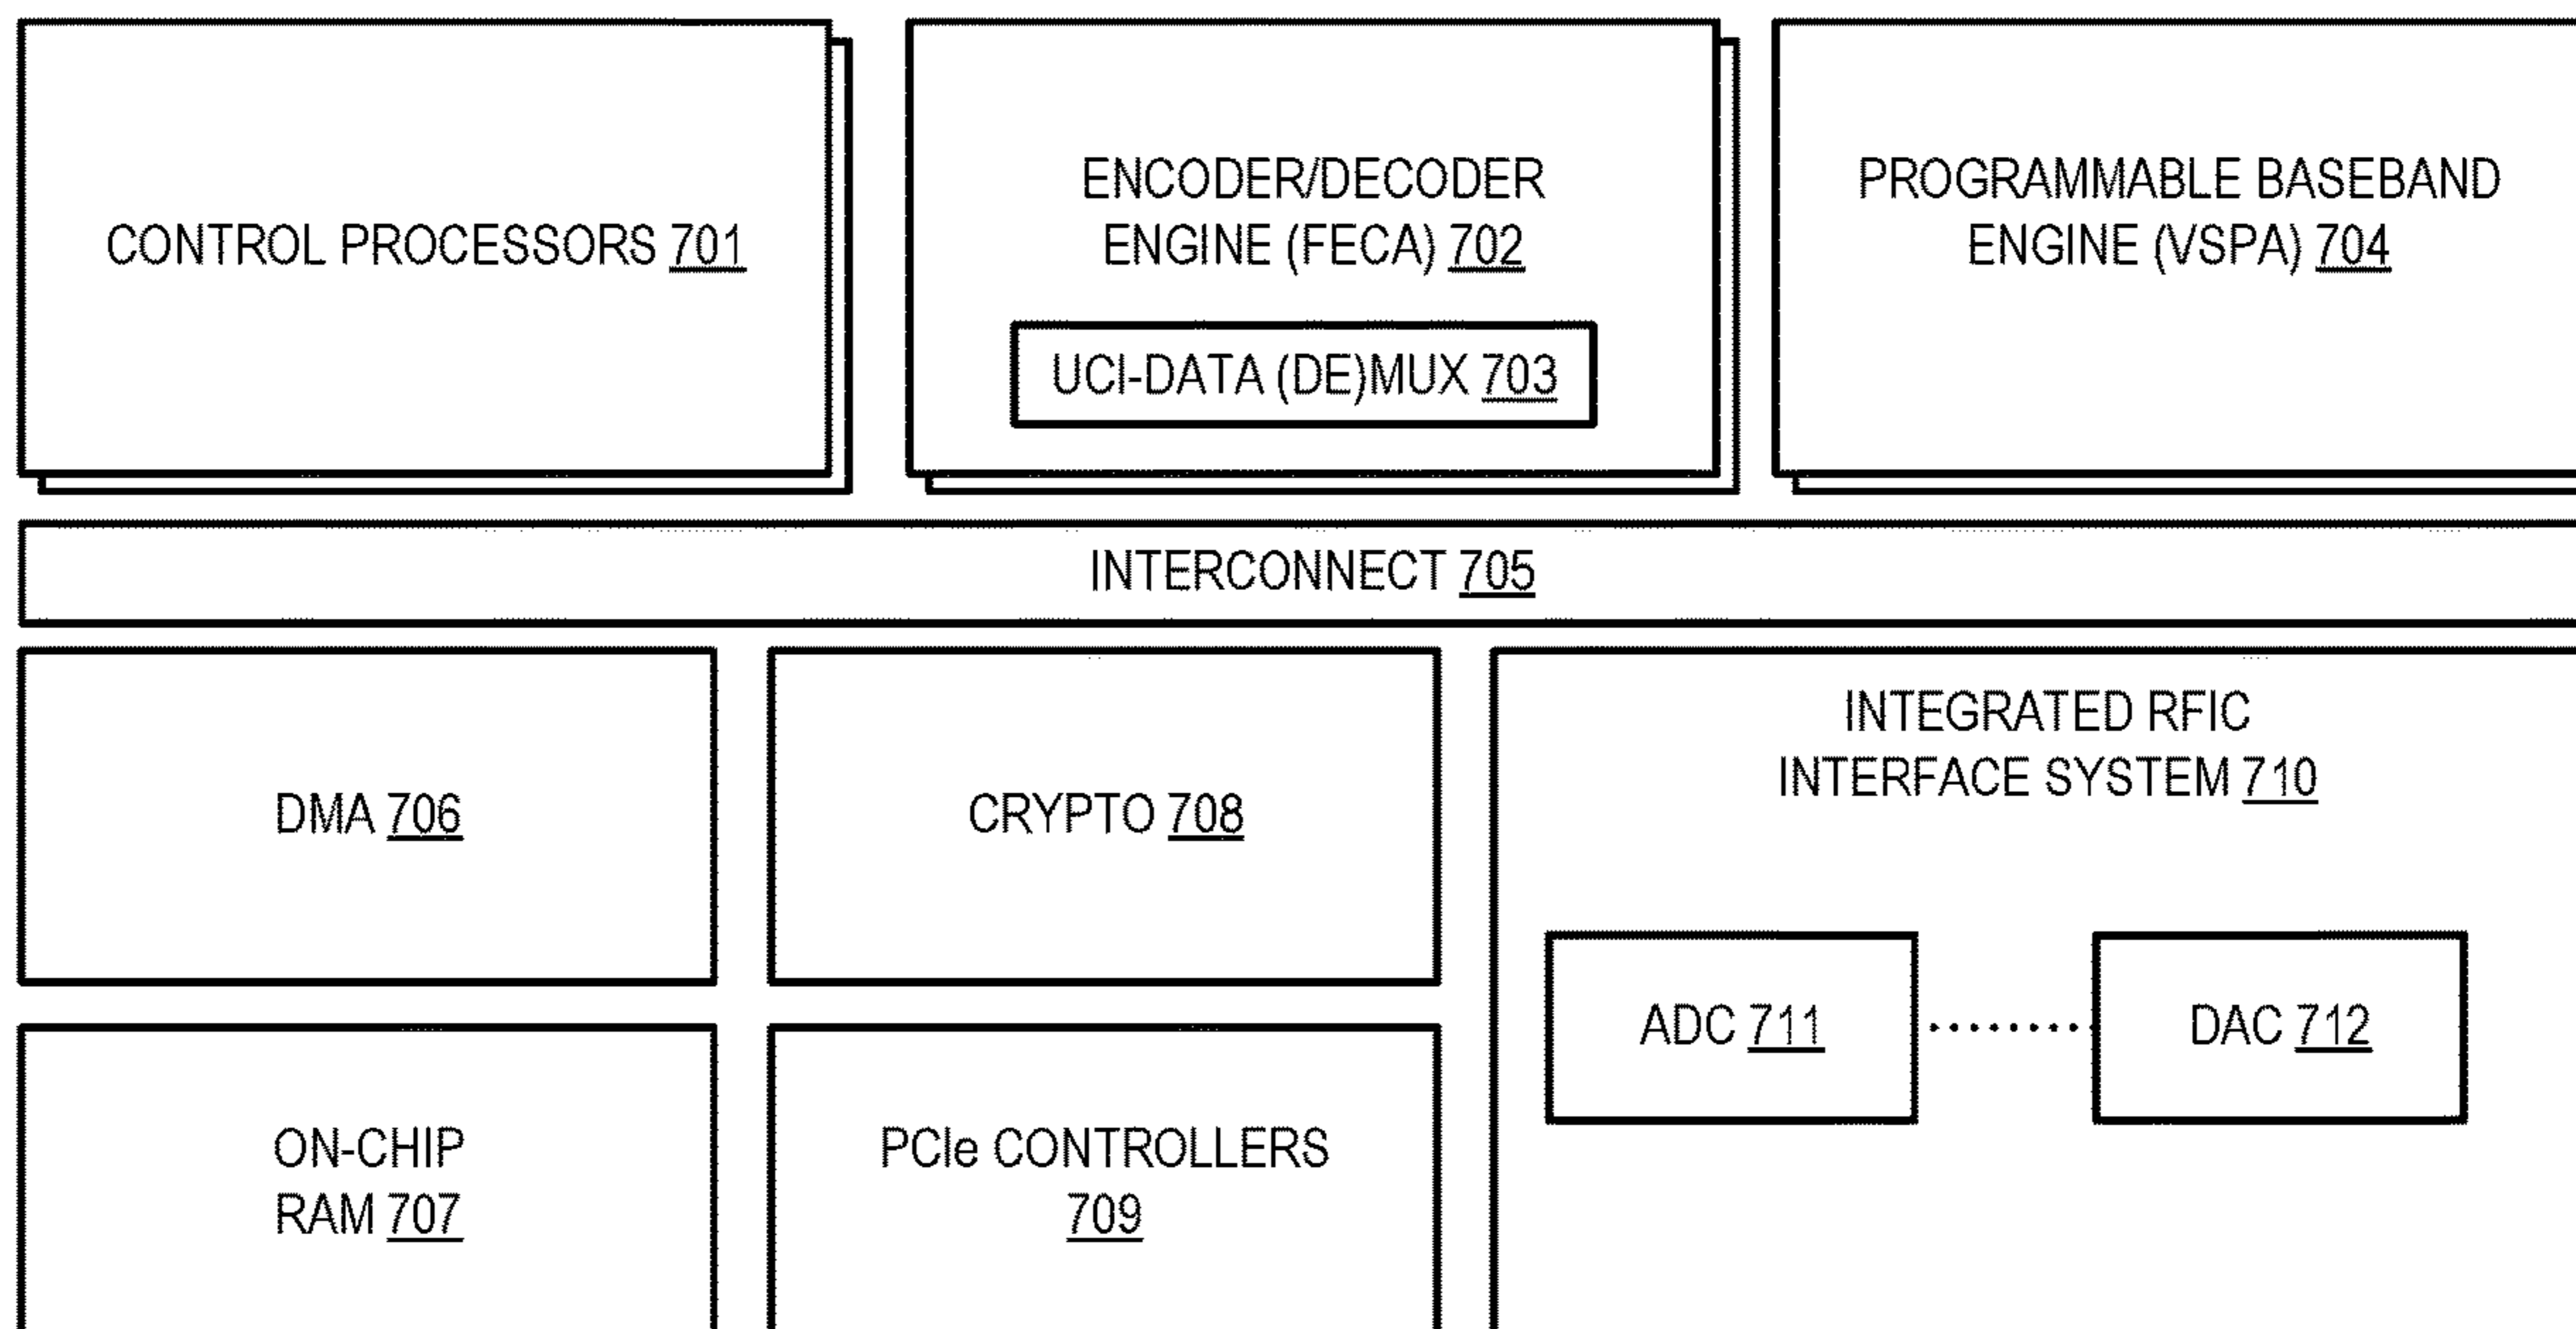 CONTROL PROCESSORS 701
ENCODER/DECODER
ENGINE (FECA) 702
UCI-DATA (DE)MUX 703
PROGRAMMABLE BASEBAND
ENGINE (VSPA) 704
INTERCONNECT 705
DMA 706
CRYPTO 708
INTEGRATED RFIC
INTERFACE SYSTEM 710
ADC 711
DAC 712
ON-CHIP
RAM 707
PCIe CONTROLLERS
709